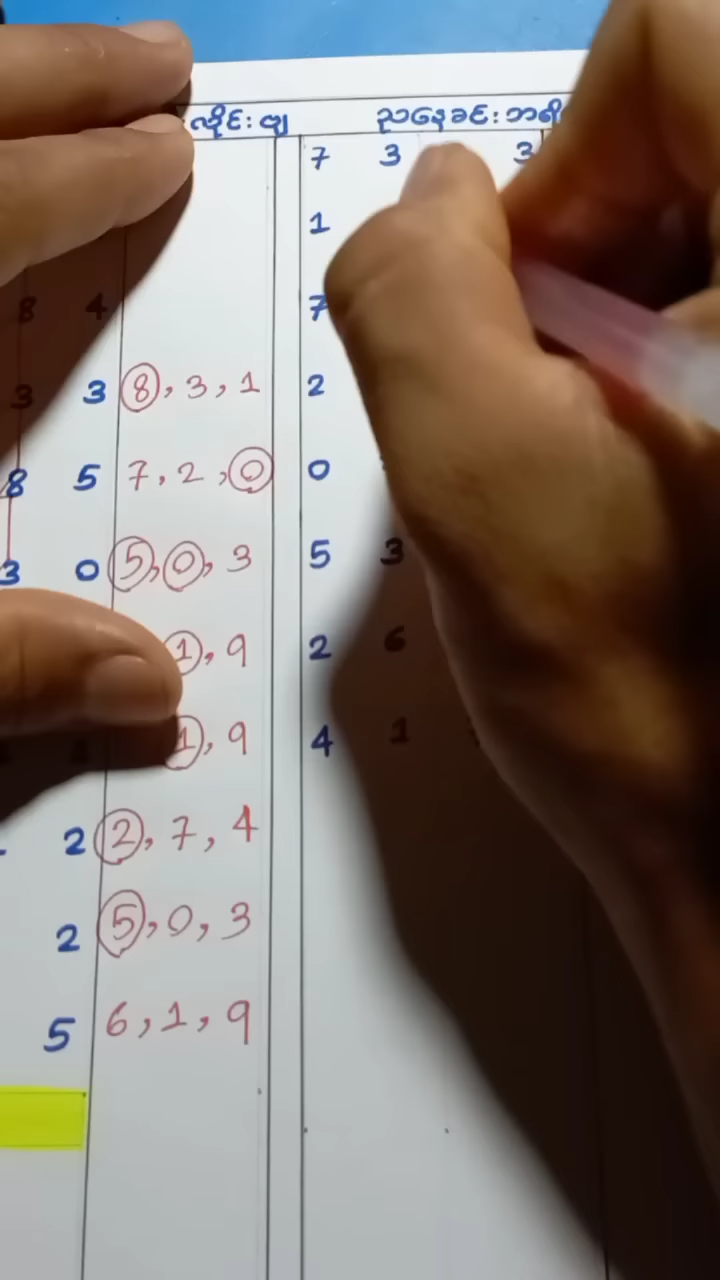 လိုင်း ဝျ ညနေခင်း ဘရိ
7 3 3
1
8 4 7
3 3 8, 3, 1 2
8 5 7, 2, 0 0
3 0 5, 0, 3 5 3
1, 9 2 6
1, 9 4 1
2 2, 7, 4
2 5, 0, 3
5 6, 1, 9